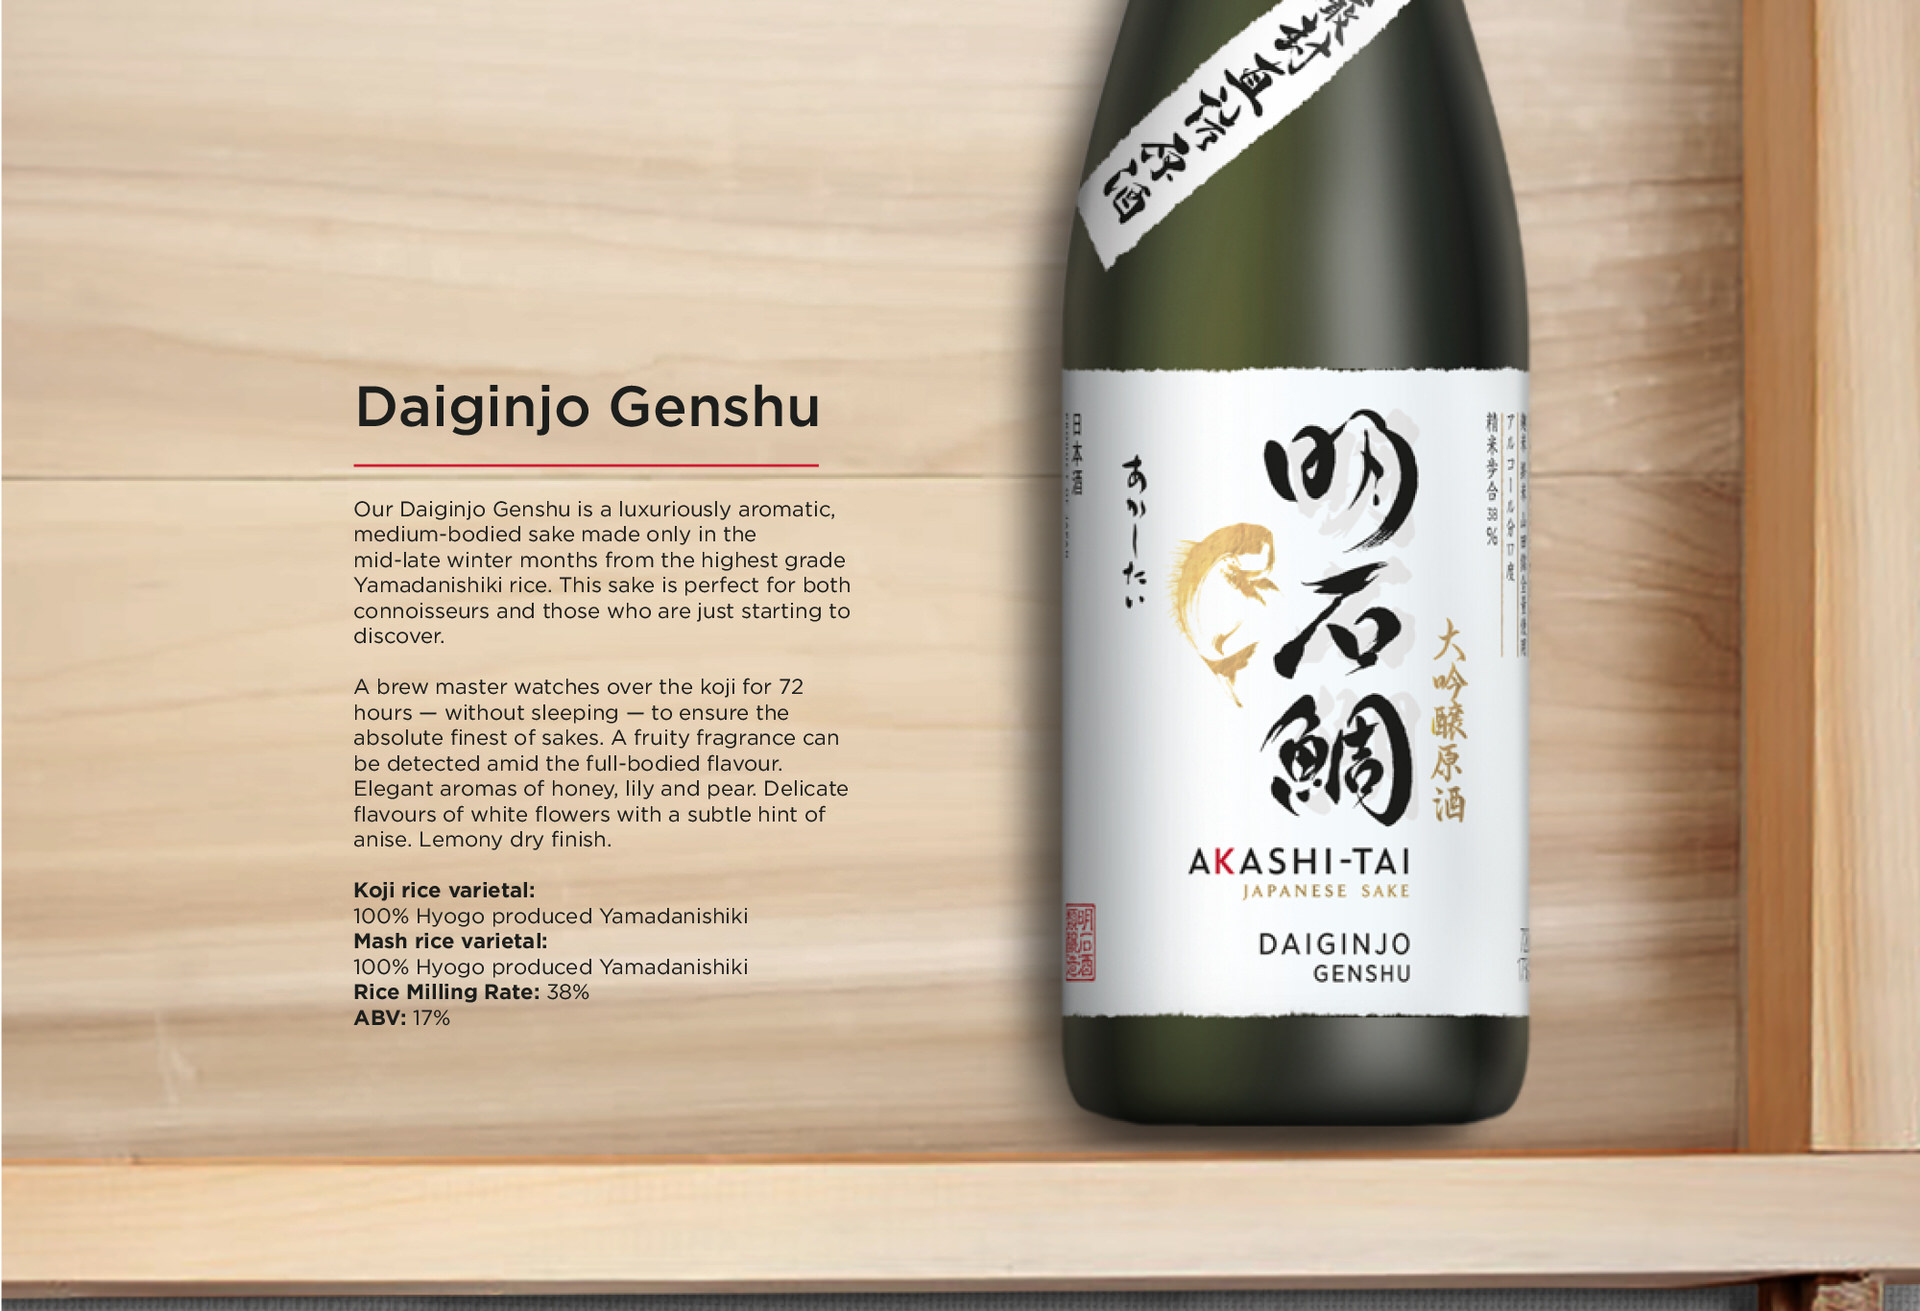 Daiginjo Genshu
Our Daiginjo Genshu is a luxuriously aromatic,
medium-bodied sake made only in the
mid-late winter months from the highest grade
Yamadanishiki rice. This sake is perfect for both
connoisseurs and those who are just starting to
discover.
A brew master watches over the koji for 72
hours — without sleeping — to ensure the
absolute finest of sakes. A fruity fragrance can
be detected amid the full-bodied flavour.
Elegant aromas of honey, lily and pear. Delicate
flavours of white flowers with a subtle hint of
anise. Lemony dry finish.
Koji rice varietal:
100% Hyogo produced Yamadanishiki
Mash rice varietal:
100% Hyogo produced Yamadanishiki
Rice Milling Rate: 38%
ABV: 17%
厳封直詰原酒
アルコール分17度
精米歩合38%
大吟醸原酒
明石鯛
あかしたい
日本酒
AKASHI-TAI
JAPANESE SAKE
DAIGINJO
GENSHU